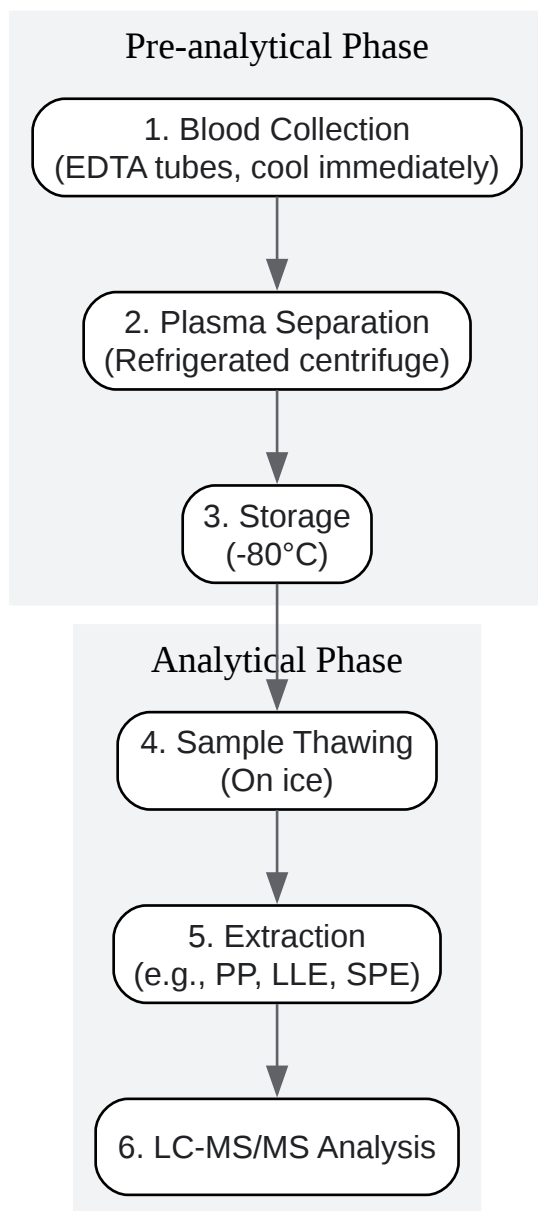 Pre-analytical Phase
1. Blood Collection
(EDTA tubes, cool immediately)
2. Plasma Separation
(Refrigerated centrifuge)
3. Storage
(-80°C)
Analytical Phase
4. Sample Thawing
(On ice)
5. Extraction
(e.g., PP, LLE, SPE)
6. LC-MS/MS Analysis